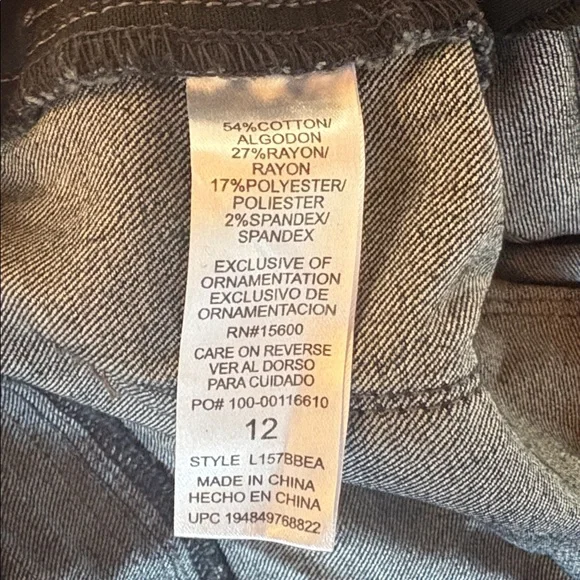 54%COTTON/
ALGODON
27%RAYON/
RAYON
17%POLYESTER/
POLIESTER
2%SPANDEX/
SPANDEX
EXCLUSIVE OF
ORNAMENTATION
EXCLUSIVO DE
ORNAMENTACION
RN#15600
CARE ON REVERSE
VER AL DORSO
PARA CUIDADO
PO# 100-00116610
12
STYLE L157BBEA
MADE IN CHINA
HECHO EN CHINA
UPC 194849768822